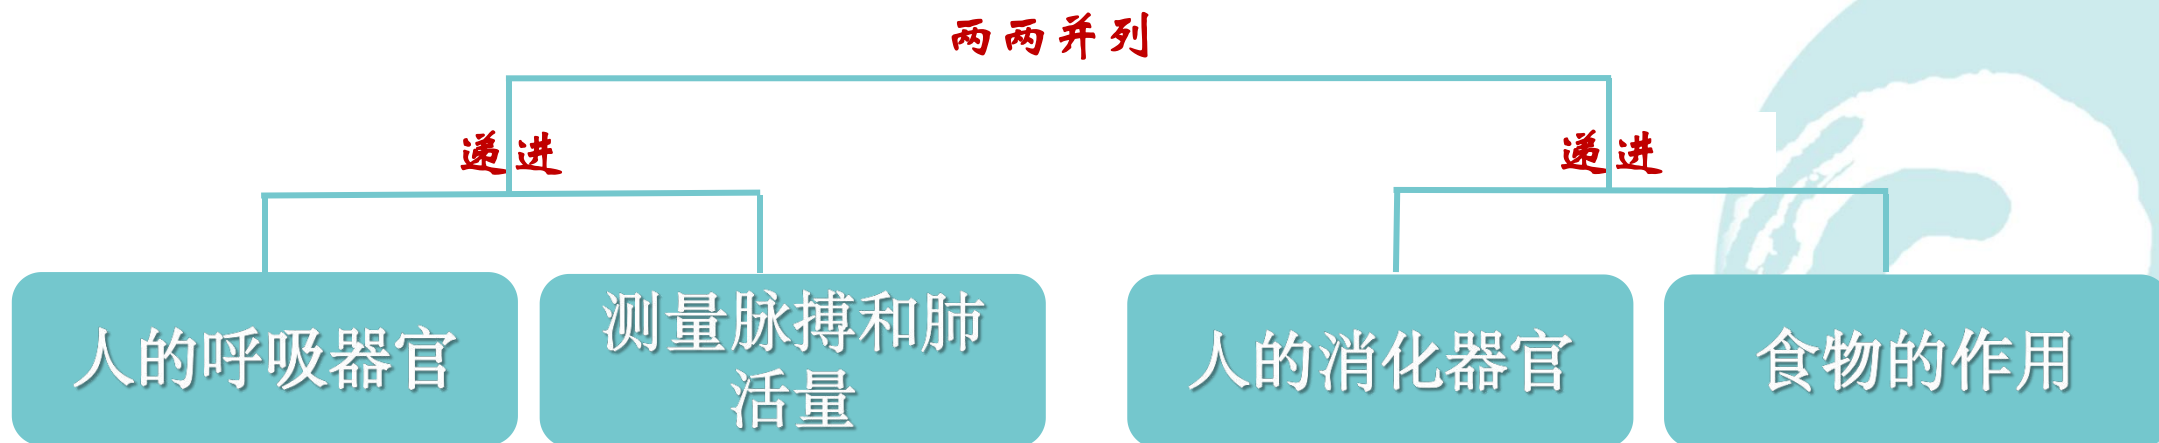 两两并列
递进
递进
人的呼吸器官
测量脉搏和肺
活量
人的消化器官
食物的作用